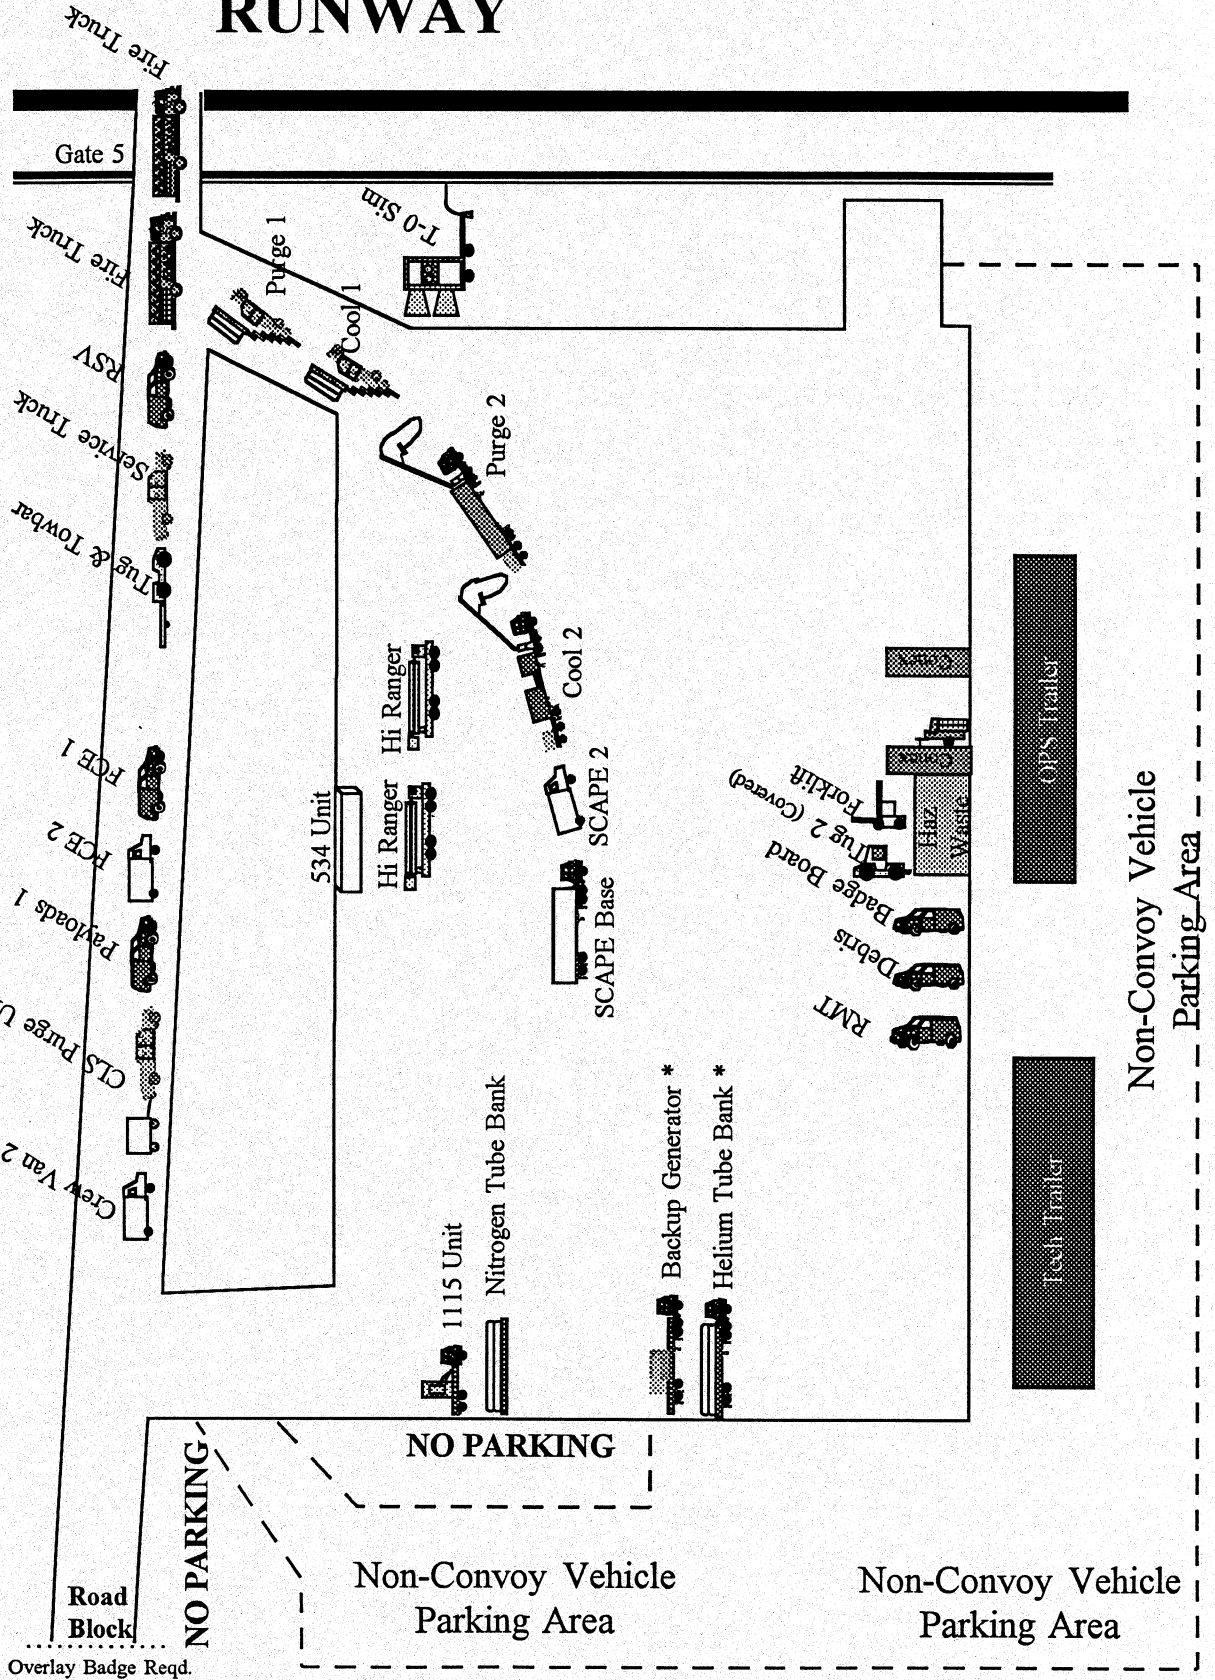 RUNWAY
Fire Truck
Gate 5
Fire Truck
Purge 1
T-0 Sim
Cool 1
RSV
Service Truck
Purge 2
Tug & Towbar
Cool 2
Hi Ranger
Conex
OPS Trailer
FCE 1
SCAPE 2
Conex
Forklift
Tug 2 (Covered)
Haz
Waste
FCE 2
534 Unit
Hi Ranger
Badge Board
Non-Convoy Vehicle
Parking Area
Payloads 1
SCAPE Base
Debris
RMT
CLS Purge
Crew Van 2
1115 Unit
Nitrogen Tube Bank
Backup Generator *
Helium Tube Bank *
Tech Trailer
NO PARKING
NO PARKING
Non-Convoy Vehicle
Parking Area
Non-Convoy Vehicle
Parking Area
Road
Block
Overlay Badge Reqd.